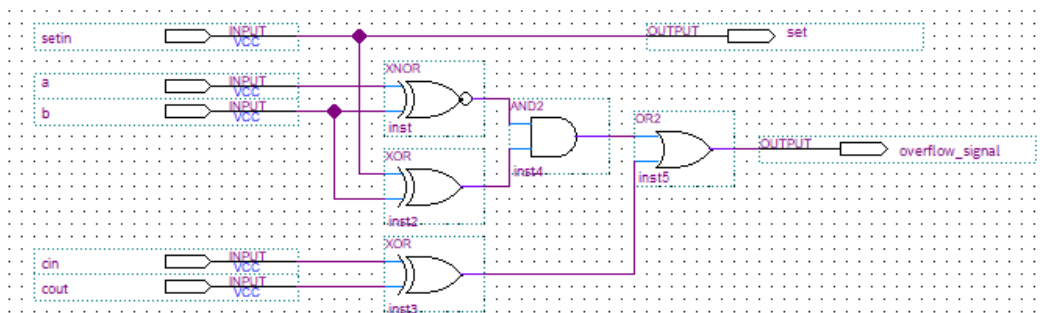 setin
INPUT
VCC
OUTPUT
set
a
INPUT
VCC
b
INPUT
VCC
XNOR
inst
AND2
inst4
OR2
inst5
OUTPUT
overflow_signal
XOR
inst2
XOR
inst3
cin
INPUT
VCC
cout
INPUT
VCC